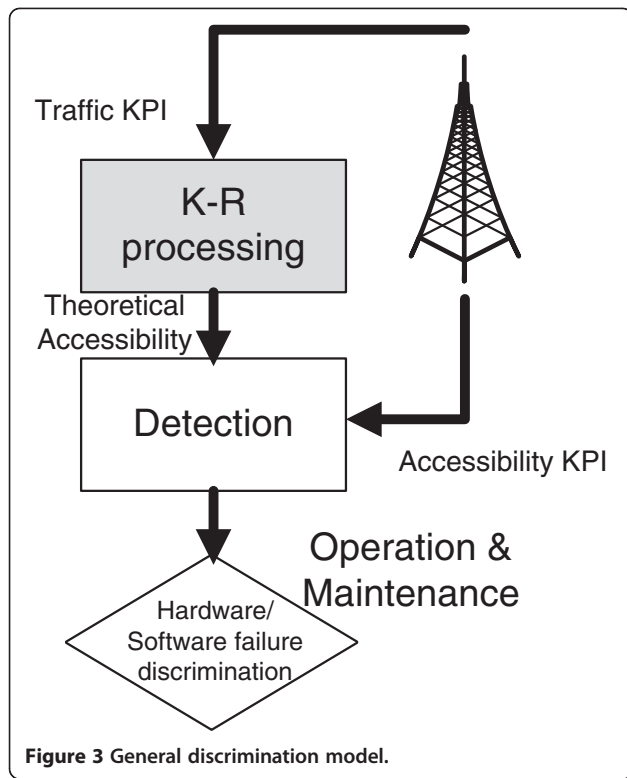 Traffic KPI
K-R
processing
Theoretical
Accessibility
Detection
Accessibility KPI
Operation &
Maintenance
Hardware/
Software failure
discrimination
Figure 3 General discrimination model.